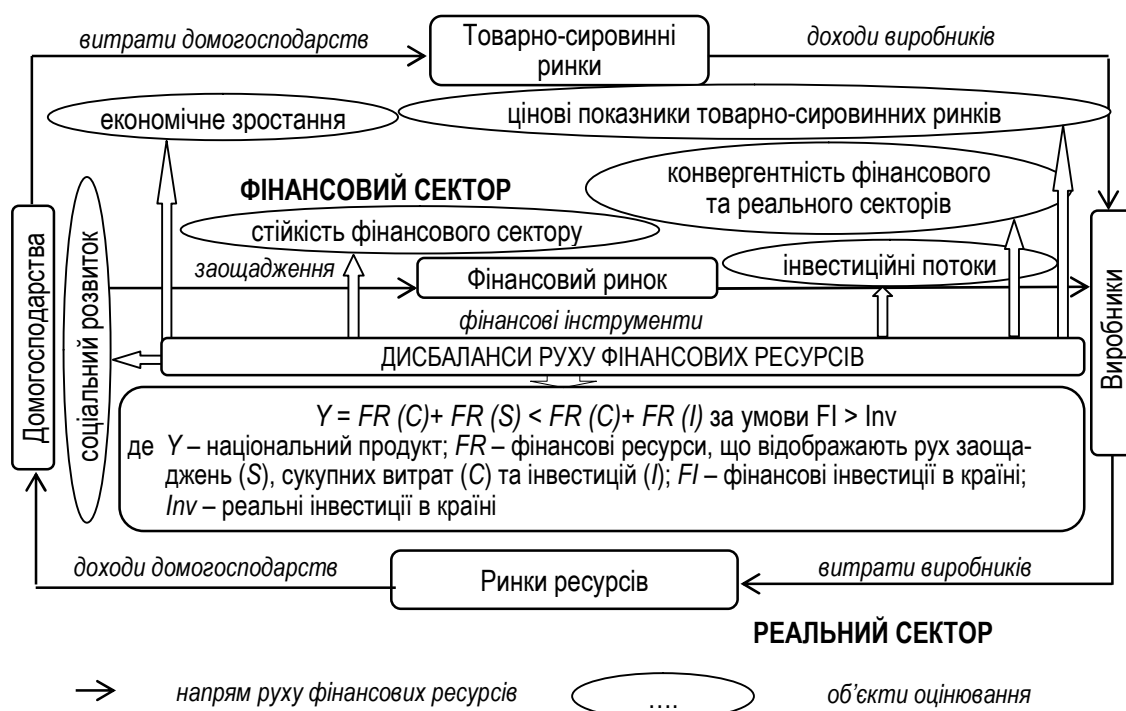 витрати домогосподарств
Товарно-сировинні
ринки
доходи виробників
економічне зростання
цінові показники товарно-сировинних ринків
ФІНАНСОВИЙ СЕКТОР
конвергентність фінансового
та реального секторів
стійкість фінансового сектору
заощадження
Фінансовий ринок
інвестиційні потоки
фінансові інструменти
Домогосподарства
соціальний розвиток
Виробники
ДИСБАЛАНСИ РУХУ ФІНАНСОВИХ РЕСУРСІВ
Y = FR (C)+ FR (S) < FR (C)+ FR (I) за умови FI > Inv
де Y – національний продукт; FR – фінансові ресурси, що відображають рух заоща-
джень (S), сукупних витрат (C) та інвестицій (I); FI – фінансові інвестиції в країні;
Inv – реальні інвестиції в країні
доходи домогосподарств
Ринки ресурсів
витрати виробників
РЕАЛЬНИЙ СЕКТОР
напрям руху фінансових ресурсів
….
об'єкти оцінювання